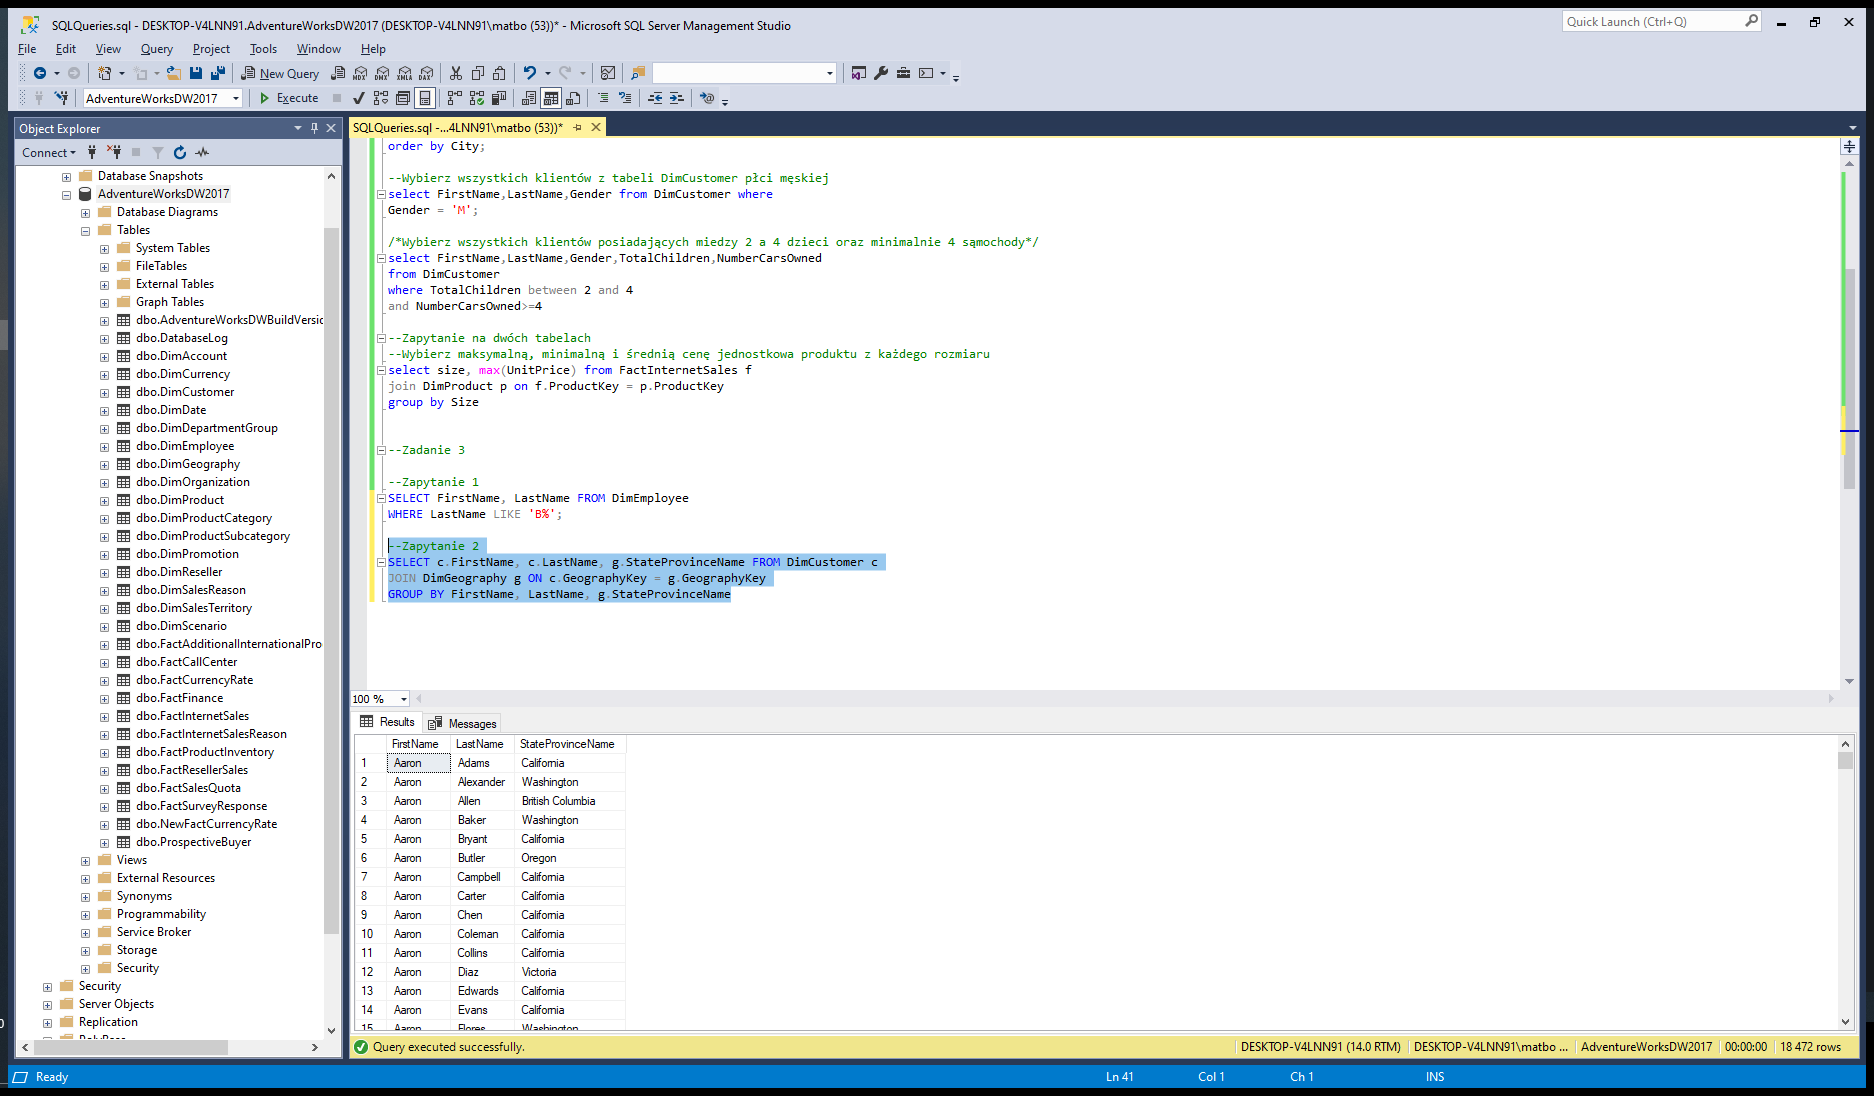 SQLQueries.sql - DESKTOP-V4LNN91.AdventureWorksDW2017 (DESKTOP-V4LNN91\matbo (53))* - Microsoft SQL Server Management Studio
Quick Launch (Ctrl+Q)
File Edit View Query Project Tools Window Help
New Query MDX DMX XMLA DAX
AdventureWorksDW2017 Execute
Object Explorer
Connect
Database Snapshots
AdventureWorksDW2017
Database Diagrams
Tables
System Tables
FileTables
External Tables
Graph Tables
dbo.AdventureWorksDWBuildVersic
dbo.DatabaseLog
dbo.DimAccount
dbo.DimCurrency
dbo.DimCustomer
dbo.DimDate
dbo.DimDepartmentGroup
dbo.DimEmployee
dbo.DimGeography
dbo.DimOrganization
dbo.DimProduct
dbo.DimProductCategory
dbo.DimProductSubcategory
dbo.DimPromotion
dbo.DimReseller
dbo.DimSalesReason
dbo.DimSalesTerritory
dbo.DimScenario
dbo.FactAdditionalInternationalPro
dbo.FactCallCenter
dbo.FactCurrencyRate
dbo.FactFinance
dbo.FactInternetSales
dbo.FactInternetSalesReason
dbo.FactProductInventory
dbo.FactResellerSales
dbo.FactSalesQuota
dbo.FactSurveyResponse
dbo.NewFactCurrencyRate
dbo.ProspectiveBuyer
Views
External Resources
Synonyms
Programmability
Service Broker
Storage
Security
Security
Server Objects
Replication
SQLQueries.sql -...4LNN91\matbo (53))*
order by City;
--Wybierz wszystkich klientów z tabeli DimCustomer płci męskiej
select FirstName,LastName,Gender from DimCustomer where
Gender = 'M';
/*Wybierz wszystkich klientów posiadających miedzy 2 a 4 dzieci oraz minimalnie 4 sąmochody*/
select FirstName,LastName,Gender,TotalChildren,NumberCarsOwned
from DimCustomer
where TotalChildren between 2 and 4
and NumberCarsOwned>=4
--Zapytanie na dwóch tabelach
--Wybierz maksymalną, minimalną i średnią cenę jednostkowa produktu z każdego rozmiaru
select size, max(UnitPrice) from FactInternetSales f
join DimProduct p on f.ProductKey = p.ProductKey
group by Size
--Zadanie 3
--Zapytanie 1
SELECT FirstName, LastName FROM DimEmployee
WHERE LastName LIKE 'B%';
--Zapytanie 2
SELECT c.FirstName, c.LastName, g.StateProvinceName FROM DimCustomer c
JOIN DimGeography g ON c.GeographyKey = g.GeographyKey
GROUP BY FirstName, LastName, g.StateProvinceName
100 %
Results Messages
FirstName LastName StateProvinceName
1 Aaron Adams California
2 Aaron Alexander Washington
3 Aaron Allen British Columbia
4 Aaron Baker Washington
5 Aaron Bryant California
6 Aaron Butler Oregon
7 Aaron Campbell California
8 Aaron Carter California
9 Aaron Chen California
10 Aaron Coleman California
11 Aaron Collins California
12 Aaron Diaz Victoria
13 Aaron Edwards California
14 Aaron Evans California
15 Aaron Flores Washington
Query executed successfully. DESKTOP-V4LNN91 (14.0 RTM) DESKTOP-V4LNN91\matbo ... AdventureWorksDW2017 00:00:00 18 472 rows
Ready Ln 41 Col 1 Ch 1 INS